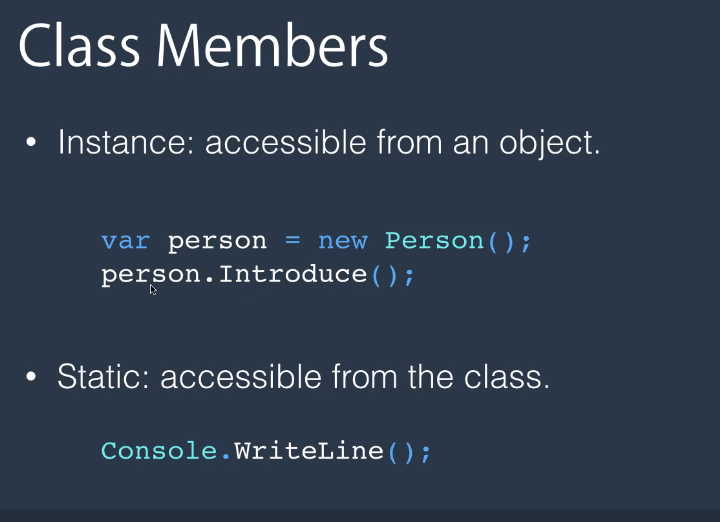 Class Members
• Instance: accessible from an object.
var person = new Person();
person.Introduce();
• Static: accessible from the class.
Console.WriteLine();